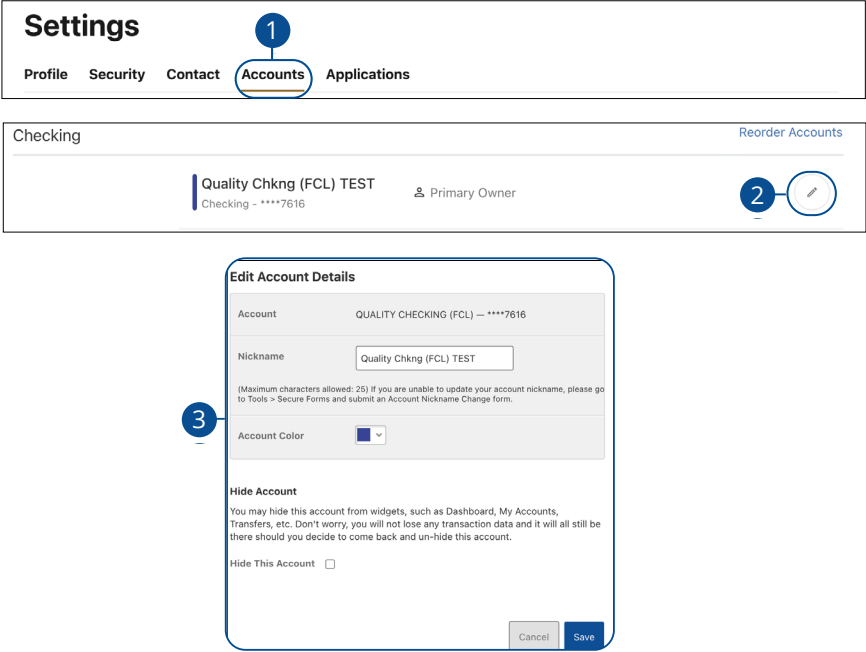 Settings
1
Profile Security Contact Accounts Applications
Checking
Reorder Accounts
Quality Chkng (FCL) TEST
Primary Owner
Checking - ****7616
2
Edit Account Details
Account QUALITY CHECKING (FCL) — ****7616
Nickname Quality Chkng (FCL) TEST
(Maximum characters allowed: 25) If you are unable to update your account nickname, please go
to Tools > Secure Forms and submit an Account Nickname Change form.
3
Account Color
Hide Account
You may hide this account from widgets, such as Dashboard, My Accounts,
Transfers, etc. Don't worry, you will not lose any transaction data and it will all still be
there should you decide to come back and un-hide this account.
Hide This Account
Cancel Save